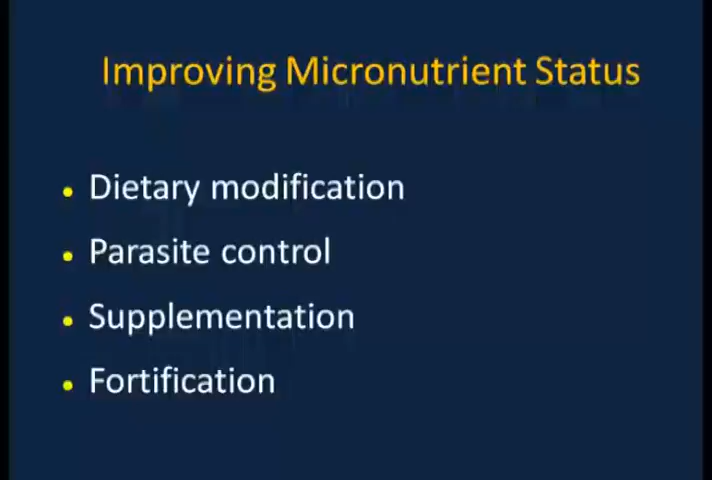 Improving Micronutrient Status
• Dietary modification
• Parasite control
• Supplementation
• Fortification